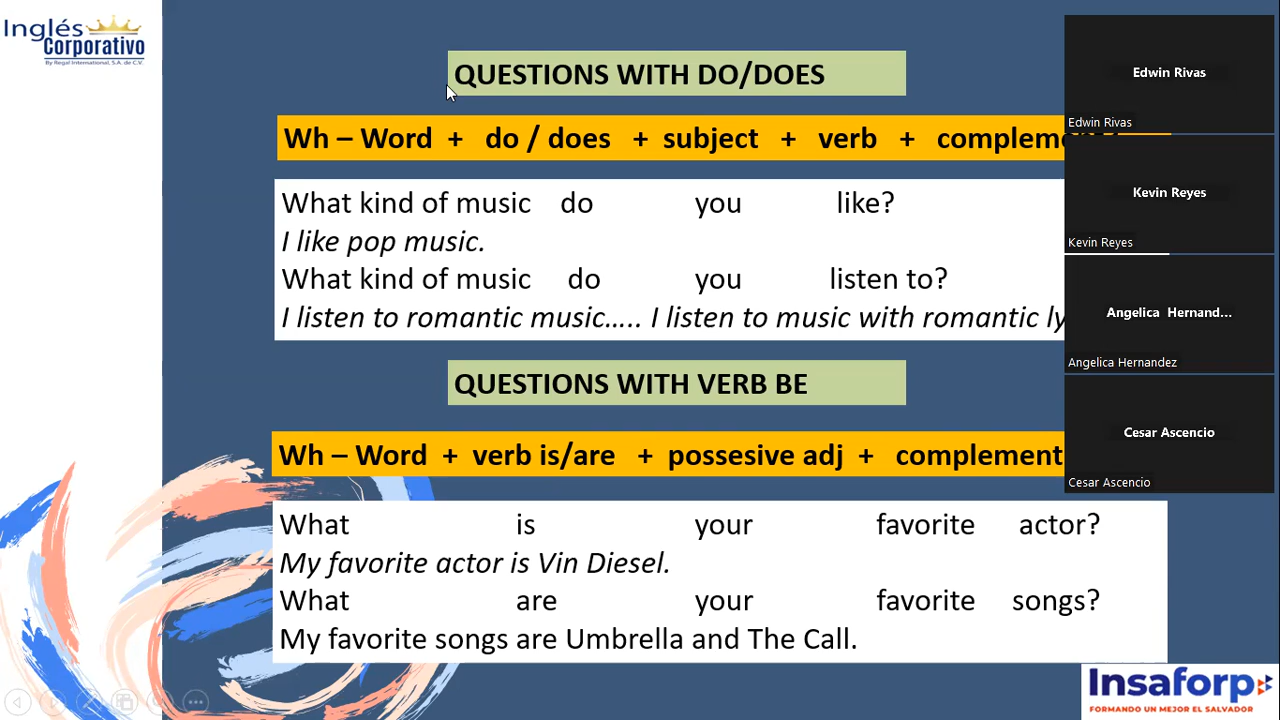 Inglés
Corporativo
By Regal International, S.A. de C.V.
QUESTIONS WITH DO/DOES
Wh – Word + do / does + subject + verb + complement
What kind of music do you like?
I like pop music.
What kind of music do you listen to?
I listen to romantic music….. I listen to music with romantic ly
QUESTIONS WITH VERB BE
Wh – Word + verb is/are + possesive adj + complement
What is your favorite actor?
My favorite actor is Vin Diesel.
What are your favorite songs?
My favorite songs are Umbrella and The Call.
Edwin Rivas
Edwin Rivas
Kevin Reyes
Kevin Reyes
Angelica Hernand...
Angelica Hernandez
Cesar Ascencio
Cesar Ascencio
Insaforp
FORMANDO UN MEJOR EL SALVADOR